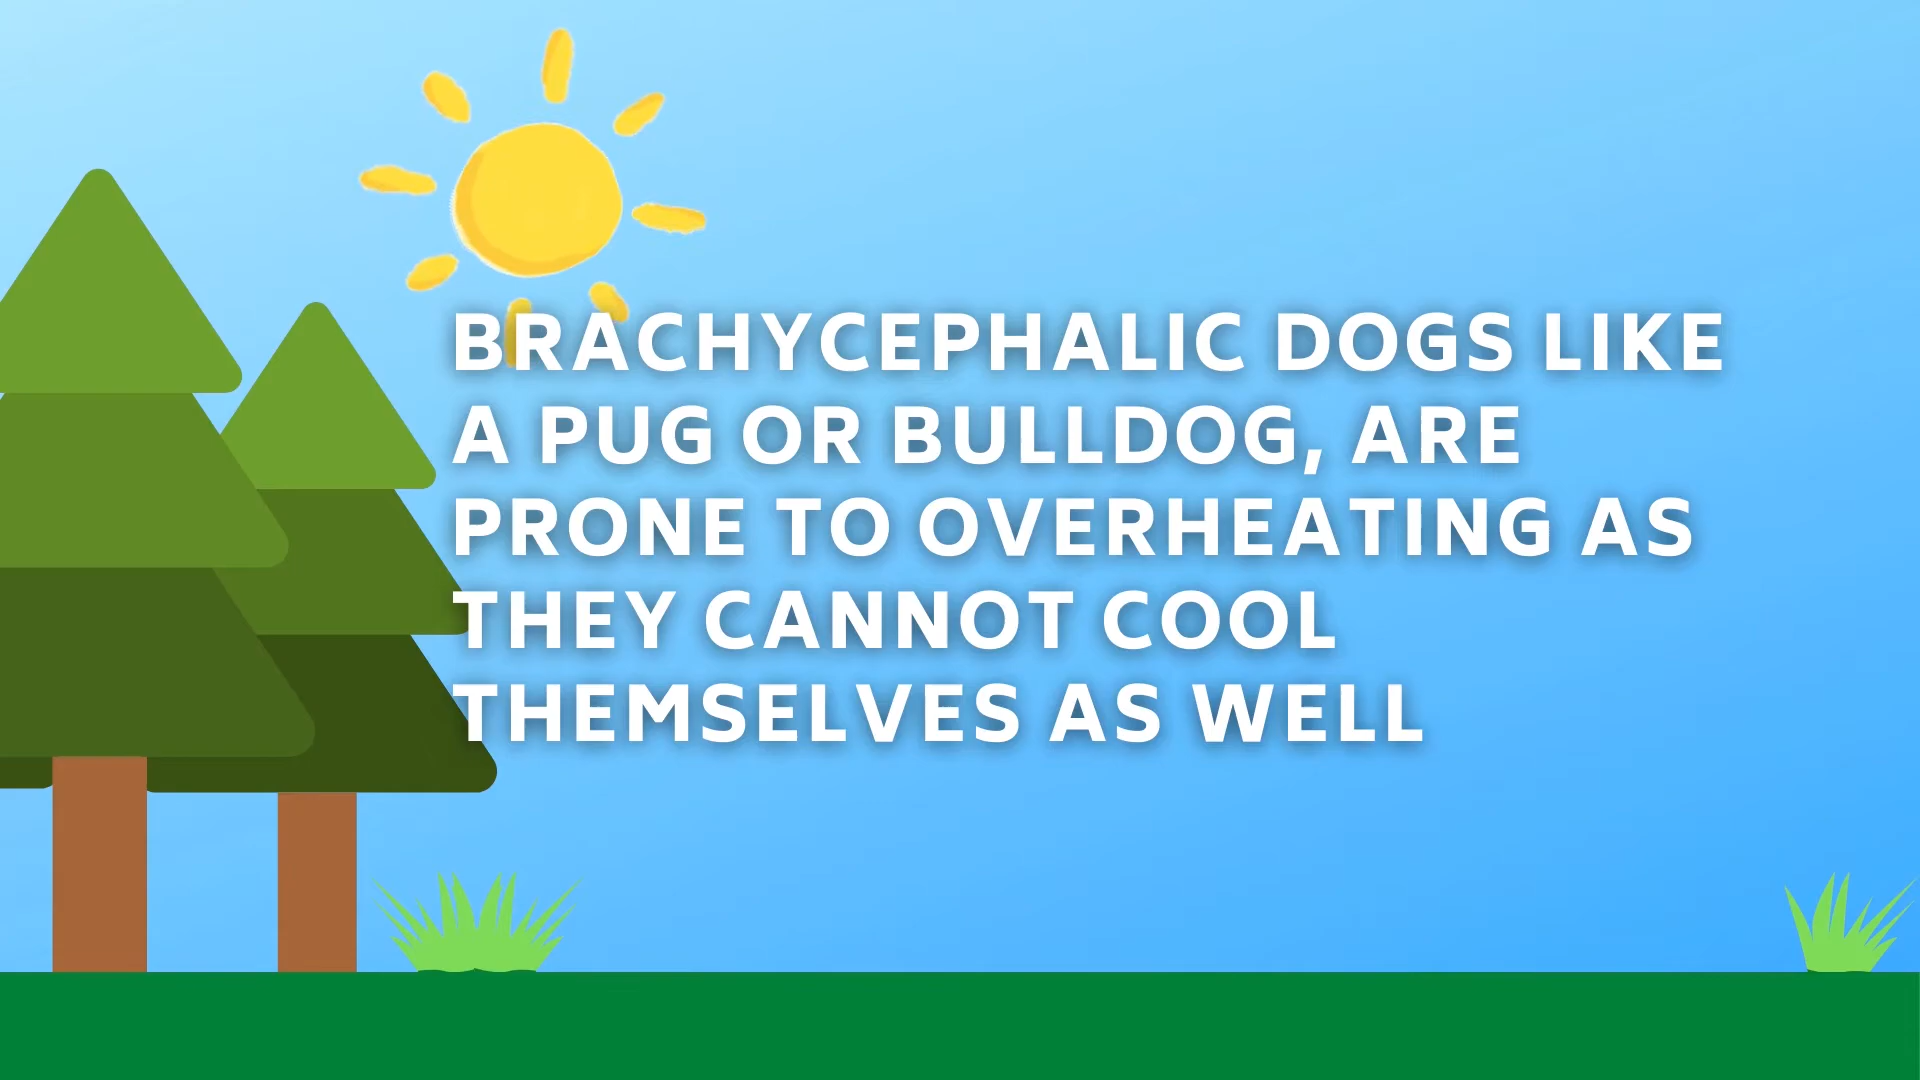 BRACHYCEPHALIC DOGS LIKE
A PUG OR BULLDOG, ARE
PRONE TO OVERHEATING AS
THEY CANNOT COOL
THEMSELVES AS WELL